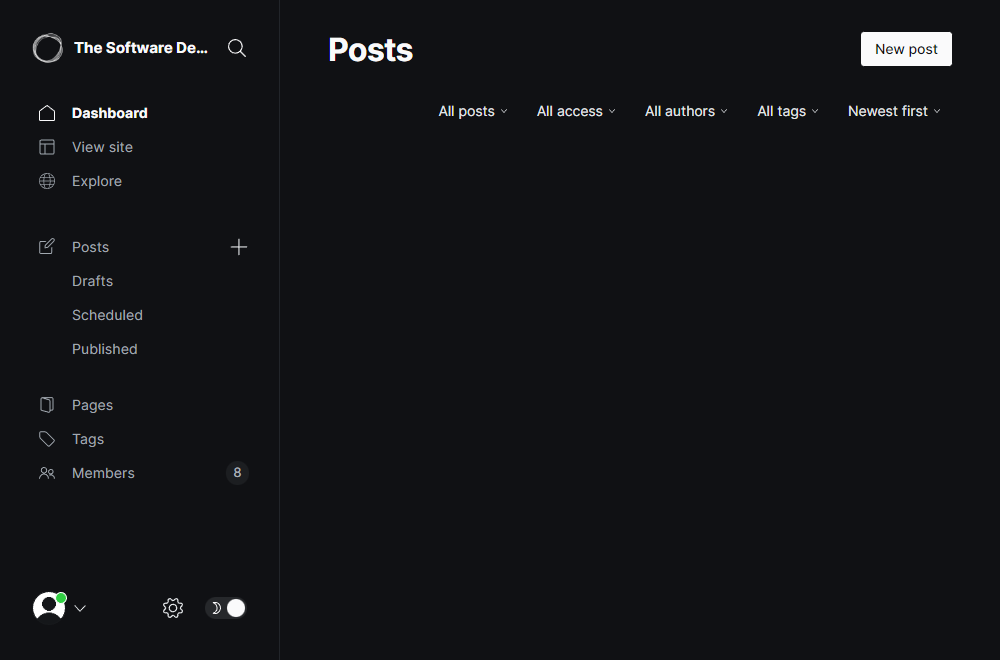 The Software De...
Dashboard
View site
Explore
Posts
Drafts
Scheduled
Published
Pages
Tags
Members 8
Posts
New post
All posts All access All authors All tags Newest first